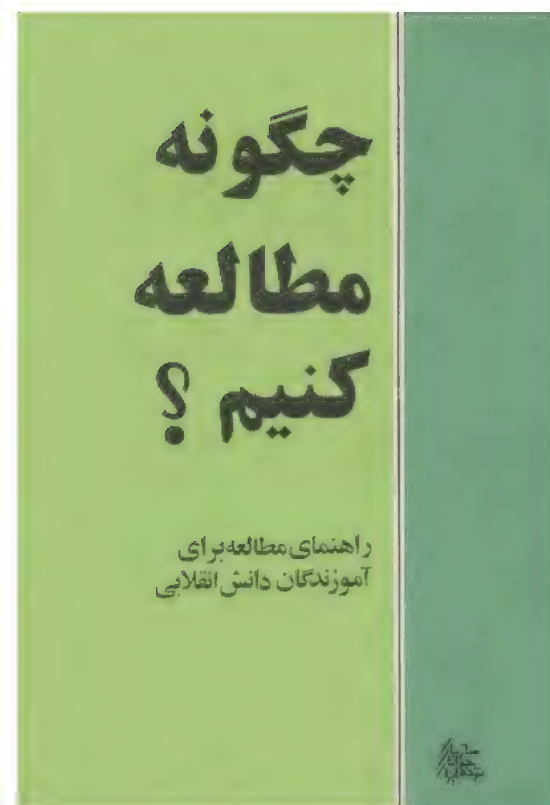 چگونه
مطالعه
کنیم ؟
راهنمای مطالعه برای
آموزندگان دانش انقلابی